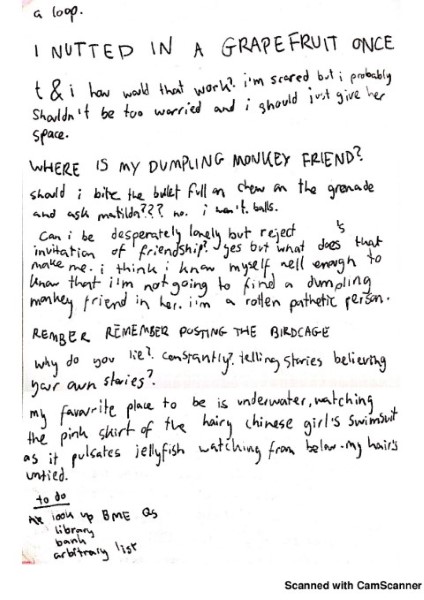 a loop.
I NUTTED IN A GRAPEFRUIT ONCE
t & i how would that work? i'm scared but i probably
shouldn't be too worried and i should just give her
space.
WHERE IS MY DUMPLING MONKEY FRIEND?
should i bite the bullet full on chew on the grenade
and ask matilda??? no. i won't. balls.
can i be desperately lonely but reject 's
invitation of friendship? yes but what does that
make me. i think i know myself well enough to
know that i'm not going to find a dumpling
monkey friend in her. i'm a rotten pathetic person.
REMBER REMEMBER POSTING THE BIRDCAGE
why do you lie? constantly? telling stories believing
your own stories?
my favourite place to be is underwater, watching
the pink skirt of the hairy chinese girl's swimsuit
as it pulsates jellyfish watching from below. my hair's
untied.
to do
look up BME Qs
library
bank
arbitrary list
Scanned with CamScanner